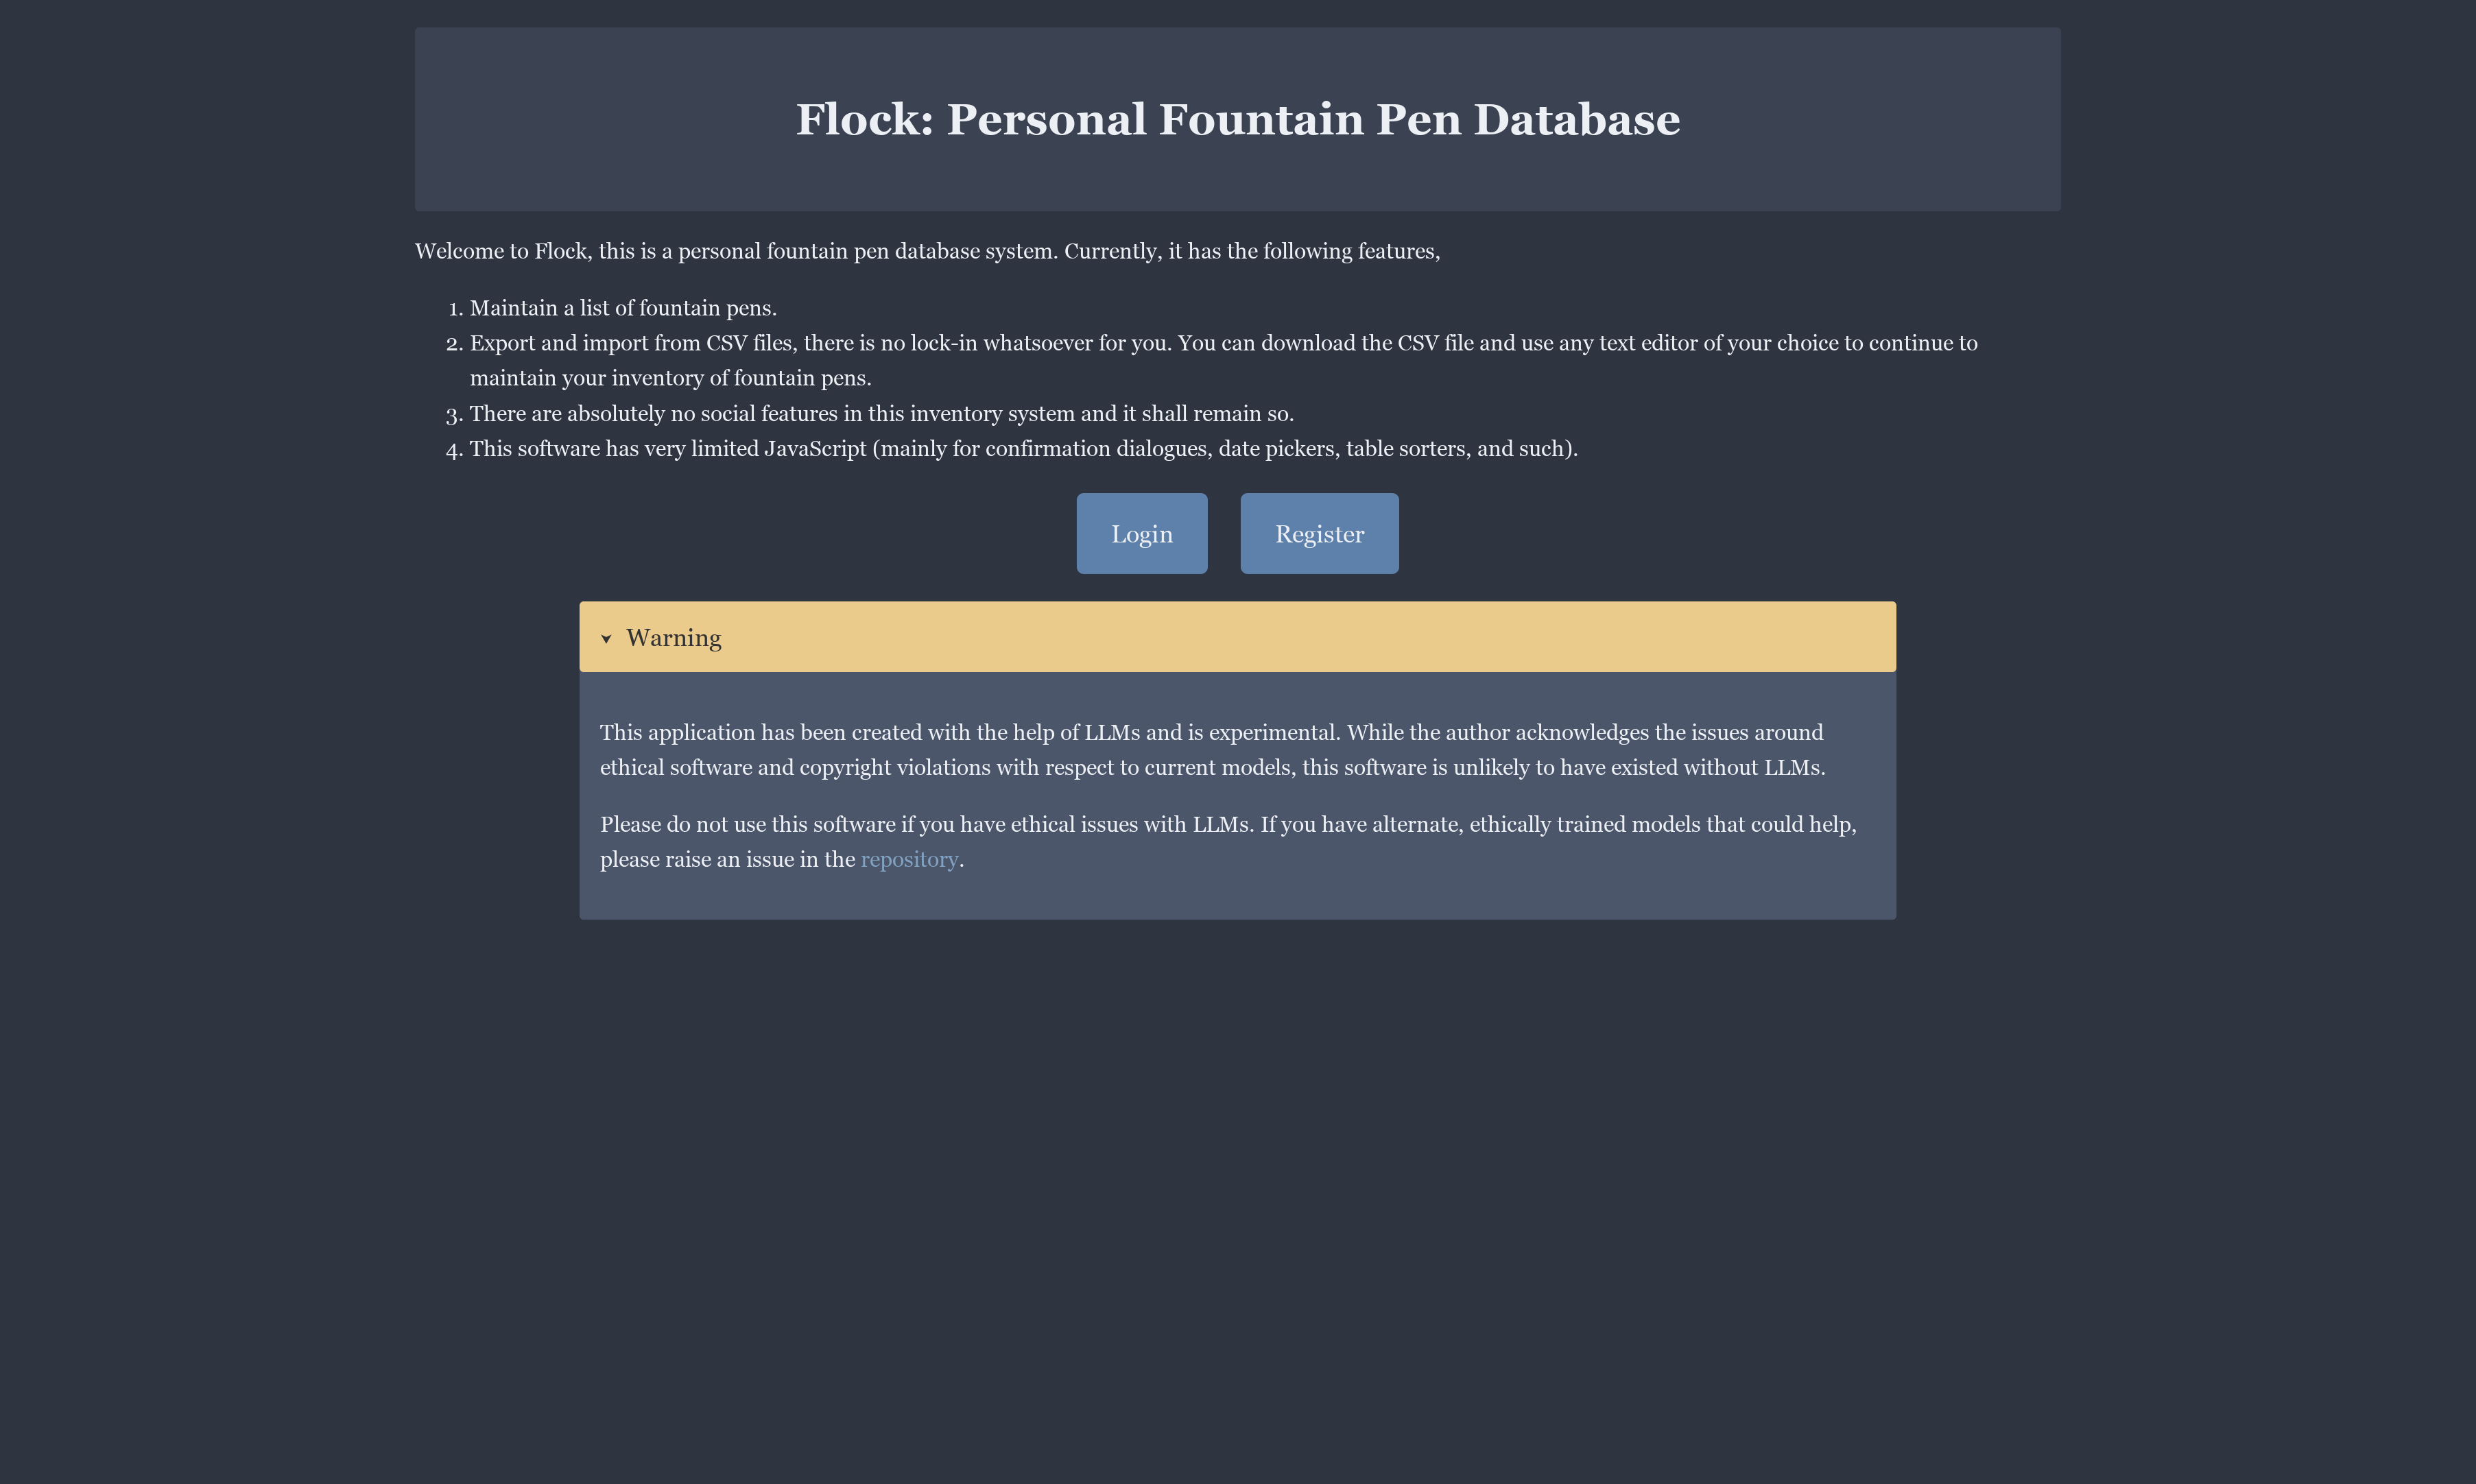 Flock: Personal Fountain Pen Database
Welcome to Flock, this is a personal fountain pen database system. Currently, it has the following features,
1. Maintain a list of fountain pens.
2. Export and import from CSV files, there is no lock-in whatsoever for you. You can download the CSV file and use any text editor of your choice to continue to
maintain your inventory of fountain pens.
3. There are absolutely no social features in this inventory system and it shall remain so.
4. This software has very limited JavaScript (mainly for confirmation dialogues, date pickers, table sorters, and such).
Login Register
Warning
This application has been created with the help of LLMs and is experimental. While the author acknowledges the issues around
ethical software and copyright violations with respect to current models, this software is unlikely to have existed without LLMs.
Please do not use this software if you have ethical issues with LLMs. If you have alternate, ethically trained models that could help,
please raise an issue in the repository.